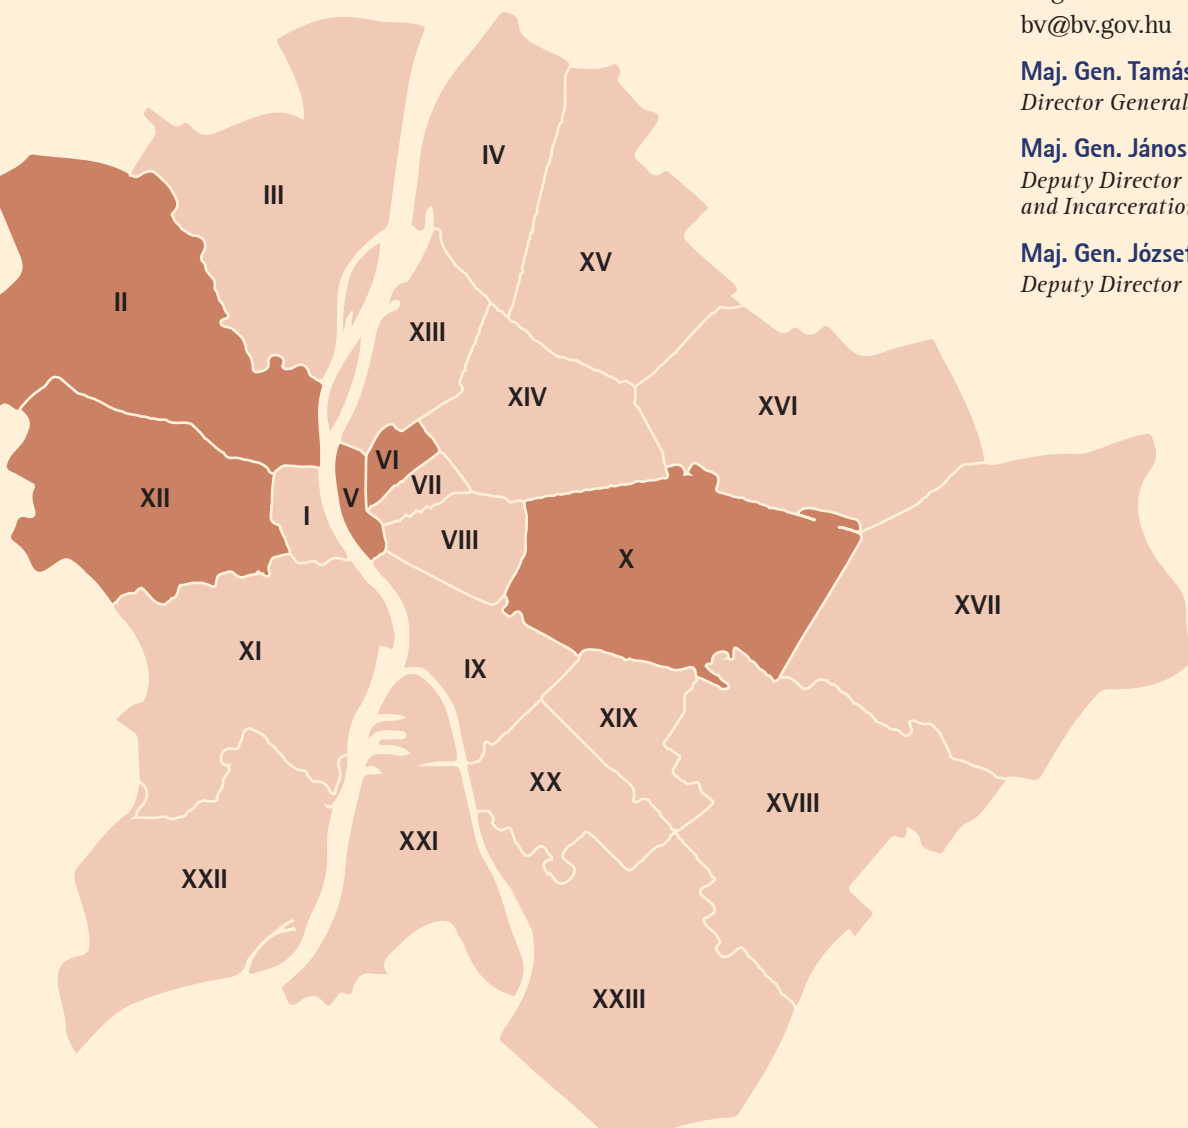 bv@bv.gov.hu
Maj. Gen. Tamás
Director General
Maj. Gen. János
Deputy Director
and Incarceration
Maj. Gen. József
Deputy Director
IV
III
XV
II
XIII
XIV
XVI
VI
VII
XII
V
I
VIII
X
XVII
XI
IX
XIX
XX
XVIII
XXI
XXII
XXIII